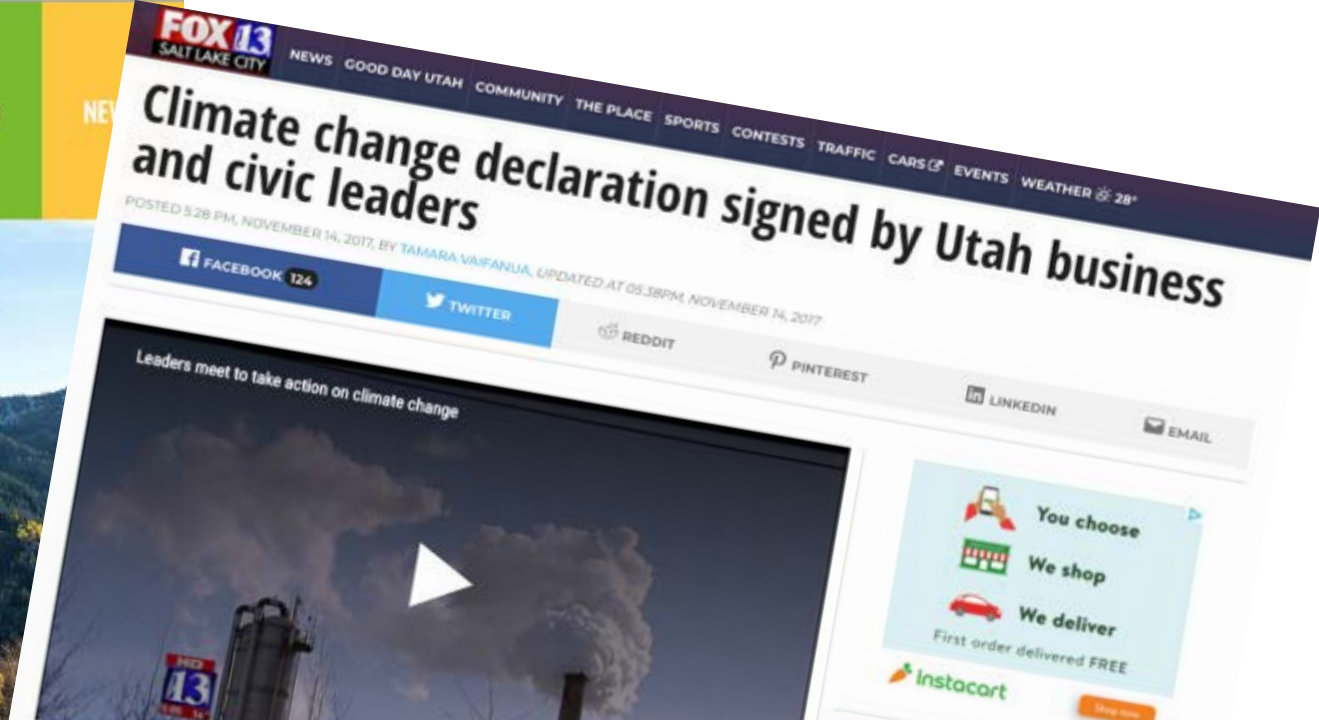 NEW
FOX 13
SALT LAKE CITY
NEWS GOOD DAY UTAH COMMUNITY THE PLACE SPORTS CONTESTS TRAFFIC CARS EVENTS WEATHER 28°
Climate change declaration signed by Utah business
and civic leaders
POSTED 5:28 PM, NOVEMBER 14, 2017, BY TAMARA VAIFANUA, UPDATED AT 05:38PM, NOVEMBER 14, 2017
FACEBOOK 124 TWITTER REDDIT PINTEREST LINKEDIN EMAIL
Leaders meet to take action on climate change
HD
13
You choose
We shop
We deliver
First order delivered FREE
instacart
Shop now